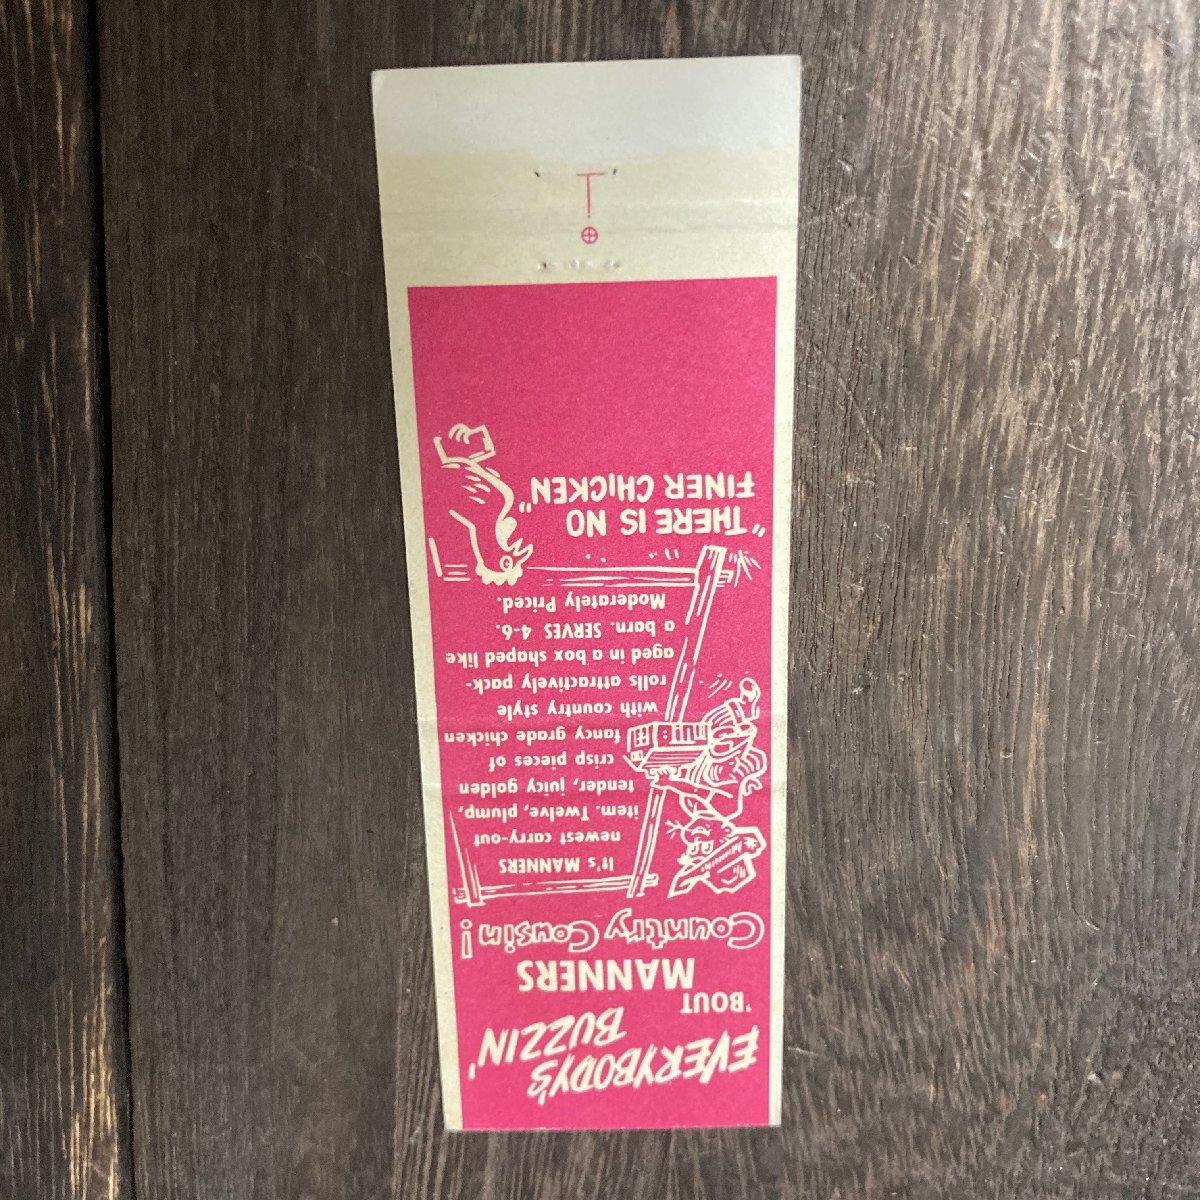 EVERYBODY'S
BUZZIN'
'BOUT
MANNERS
Country Cousin!
It's MANNERS
newest carry-out
item. Twelve, plump,
tender, juicy golden
crisp pieces of
fancy grade chicken
with country style
rolls attractively pack-
aged in a box shaped like
a barn. SERVES 4-6.
Moderately Priced.
"THERE IS NO
FINER CHICKEN"